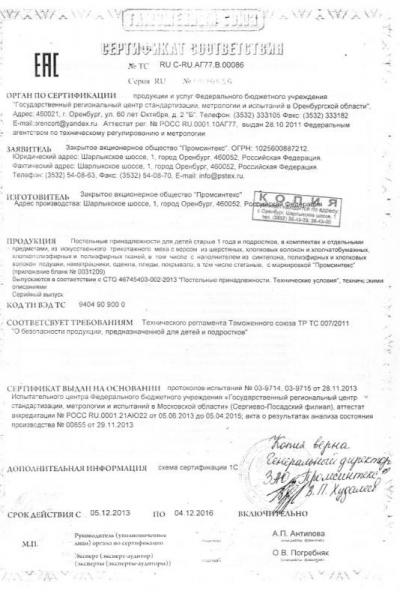 ТАМОЖЕННЫЙ СОЮЗ
СЕРТИФИКАТ СООТВЕТСТВИЯ
ЕАС
№ ТС RU C-RU.АГ77.В.00086
Серия RU
ОРГАН ПО СЕРТИФИКАЦИИ продукции и услуг Федерального бюджетного учреждения
"Государственный региональный центр стандартизации, метрологии и испытаний в Оренбургской области".
Адрес: 460021, г. Оренбург, ул. 60 лет Октября, д. 2 "Б". Телефон: (3532) 333105 Факс (3532) 333182
E-mail:orencort@yandex.ru Аттестат рег. № РОСС RU.0001.10АГ77, выдан 28.10 2011 Федеральным
агентством по техническому регулированию и метрологии
ЗАЯВИТЕЛЬ Закрытое акционерное общество "Промсинтекс". ОГРН: 1025600887212.
Юридический адрес: Шарлыкское шоссе, 1, город Оренбург, 460052, Российская Федерация.
Фактический адрес: Шарлыкское шоссе, 1, город Оренбург, 460052, Российская Федерация.
Телефон: (3532) 54-08-63, Факс: (3532) 54-08-70, E-mail: info@pstex.ru.
ИЗГОТОВИТЕЛЬ Закрытое акционерное общество "Промсинтекс"
Адрес производства: Шарлыкское шоссе, 1, город Оренбург, 460052, Российская Федерация
КОПИЯ
по адресу
г. Оренбург, Шарлыкское шоссе,
ПРОДУКЦИЯ Постельные принадлежности для детей старше 1 года и подростков, в комплектах и отдельными
предметами, из искусственного трикотажного меха с ворсом из шерстяных, хлопковых волокон и хлопчатобумажных,
хлопкополиэфирных и полиэфирных тканей, в том числе с наполнителем из синтепона, полиэфирных и хлопковых
волокон: подушки, наматрацники, одеяла, пледы, покрывало, в том числе стеганые, с маркировкой "Промсинтекс"
(приложение бланк № 0031209)
Выпускаются в соответствии с СТО 46745403-002-2013 "Постельные принадлежности. Технические условия", техническими
описаниями
Серийный выпуск
КОД ТН ВЭД ТС 9404 90 900 0
СООТВЕТСТВУЕТ ТРЕБОВАНИЯМ Технического регламента Таможенного союза ТР ТС 007/2011
"О безопасности продукции, предназначенной для детей и подростков"
СЕРТИФИКАТ ВЫДАН НА ОСНОВАНИИ протоколов испытаний № 03-9714, 03-9715 от 28.11.2013
Испытательного центра Федерального бюджетного учреждения «Государственный региональный центр
стандартизации, метрологии и испытаний в Московской области» (Сергиево-Посадский филиал), аттестат
аккредитации № РОСС RU.0001.21АЮ22 от 05.06.2013 до 05.04.2015; акта о результатах анализа состояния
производства № 00655 от 29.11.2013
Копия верна
Генеральный директор
ЗАО „Промсинтекс"
ДОПОЛНИТЕЛЬНАЯ ИНФОРМАЦИЯ схема сертификации 1С
СРОК ДЕЙСТВИЯ С 05.12.2013 ПО 04.12.2016 ВКЛЮЧИТЕЛЬНО
М.П.
Руководитель (уполномоченное
лицо) органа по сертификации
А.П. Антипова
Эксперт (эксперт-аудитор)
(эксперты (эксперты-аудиторы))
О.В. Погребняк